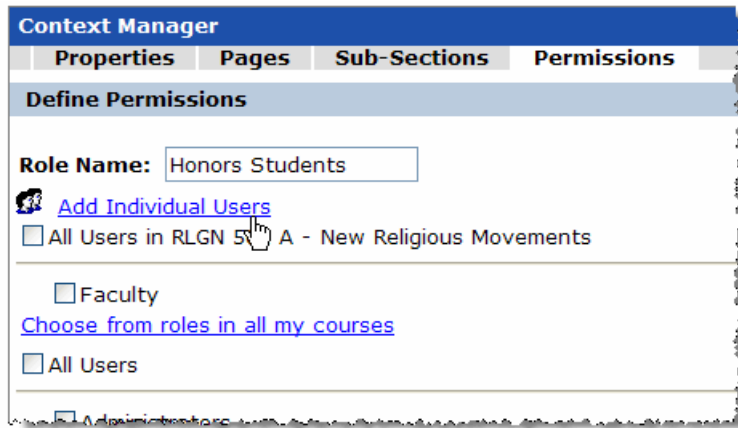 Context Manager
Properties Pages Sub-Sections Permissions
Define Permissions
Role Name: Honors Students
Add Individual Users
All Users in RLGN A - New Religious Movements
Faculty
Choose from roles in all my courses
All Users
Administrators